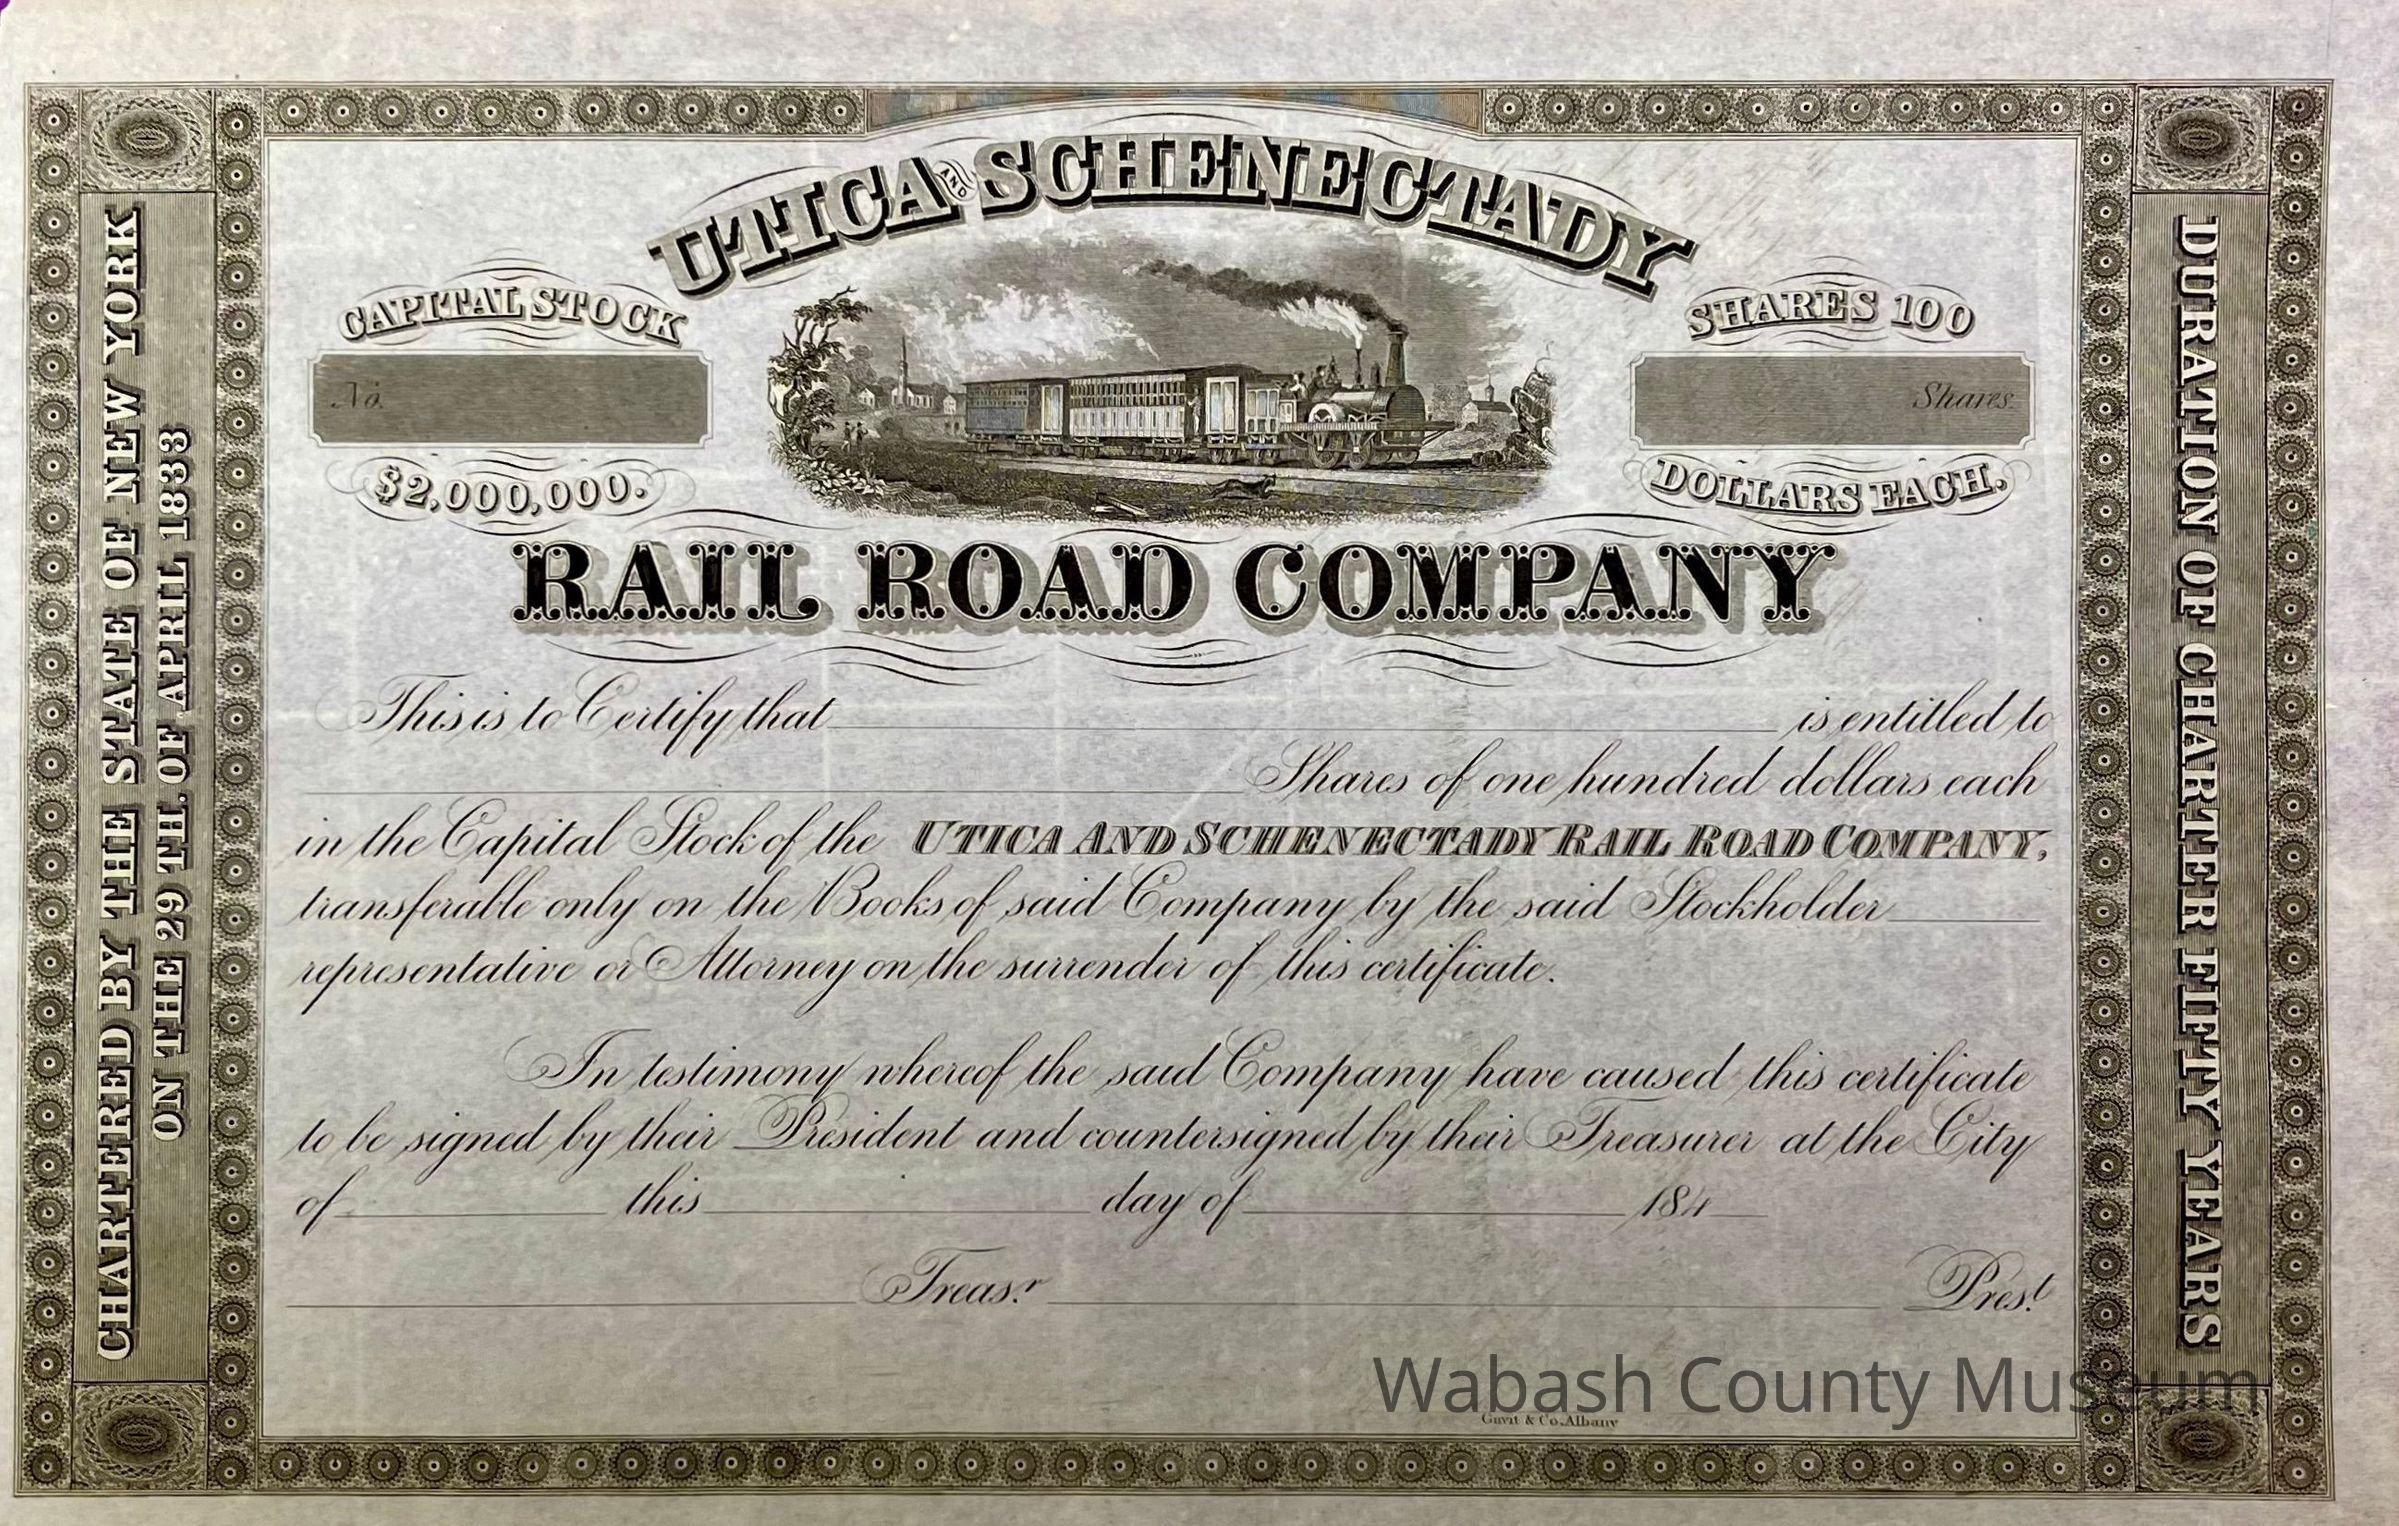 UTICA AND SCHENECTADY
CAPITAL STOCK
No.
$2,000,000.
SHARES 100
Shares.
DOLLARS EACH.
RAIL ROAD COMPANY
CHARTERED BY THE STATE OF NEW YORK
ON THE 29 TH. OF APRIL 1833
DURATION OF CHARTER FIFTY YEARS
This is to Certify that is entitled to
Shares of one hundred dollars each
in the Capital Stock of the UTICA AND SCHENECTADY RAIL ROAD COMPANY,
transferable only on the Books of said Company by the said Stockholder
representative or Attorney on the surrender of this certificate.
In testimony whereof the said Company have caused this certificate
to be signed by their President and countersigned by their Treasurer at the City
of this day of 184
Treas.r Pres.t
Wabash County Museum
Gavit & Co. Albany